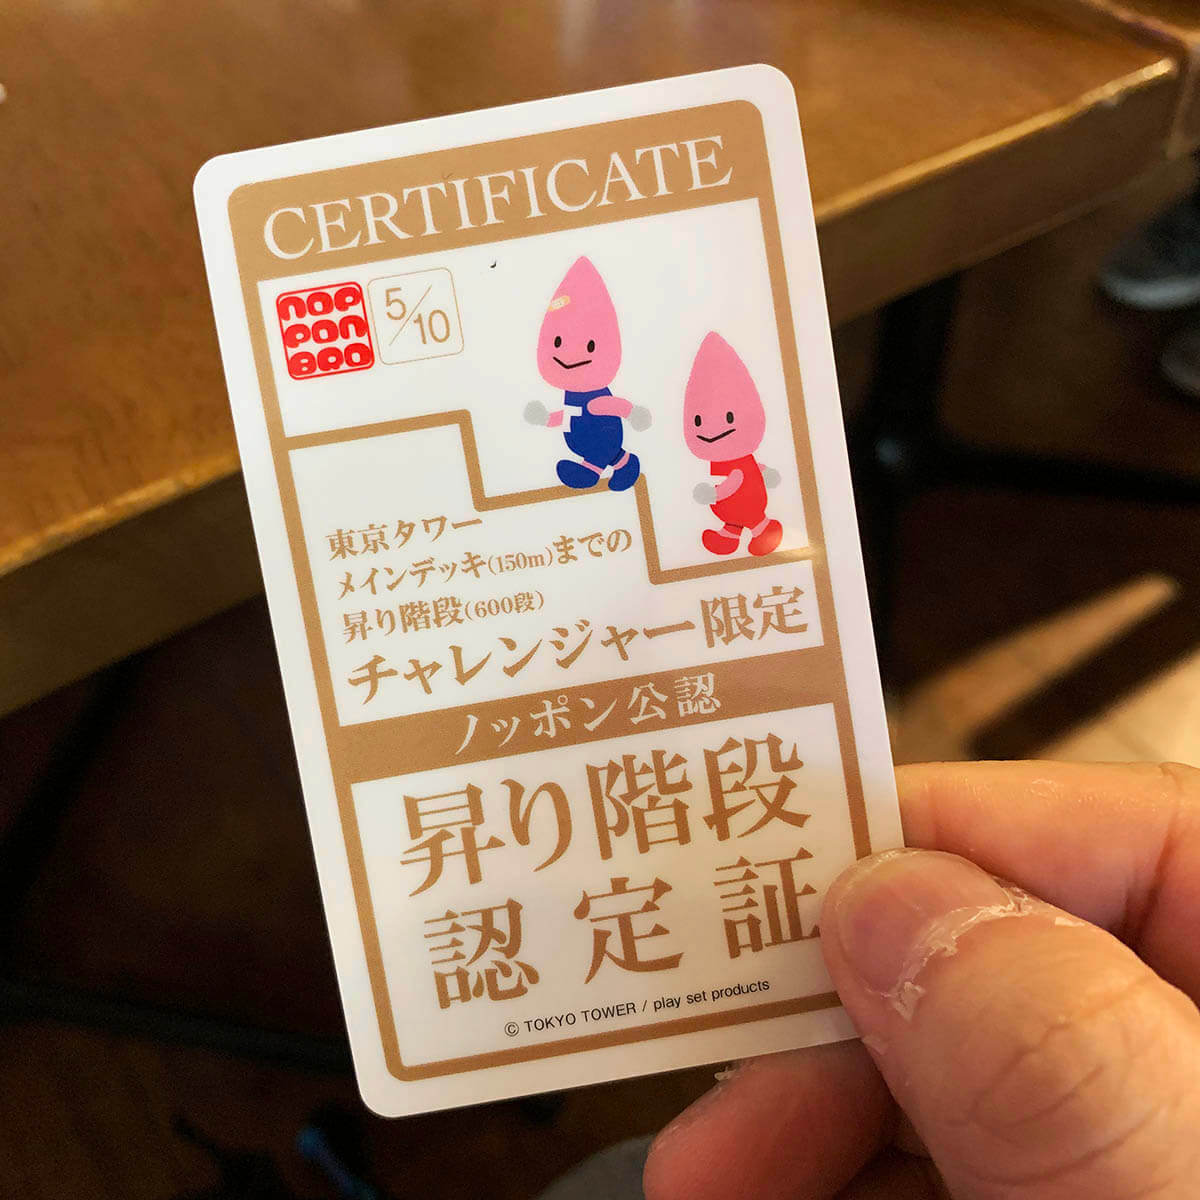 CERTIFICATE
NOP
PON
BRO
5/10
東京タワー
メインデッキ(150m)までの
昇り階段(600段)
チャレンジャー限定
ノッポン公認
昇り階段
認定証
© TOKYO TOWER / play set products